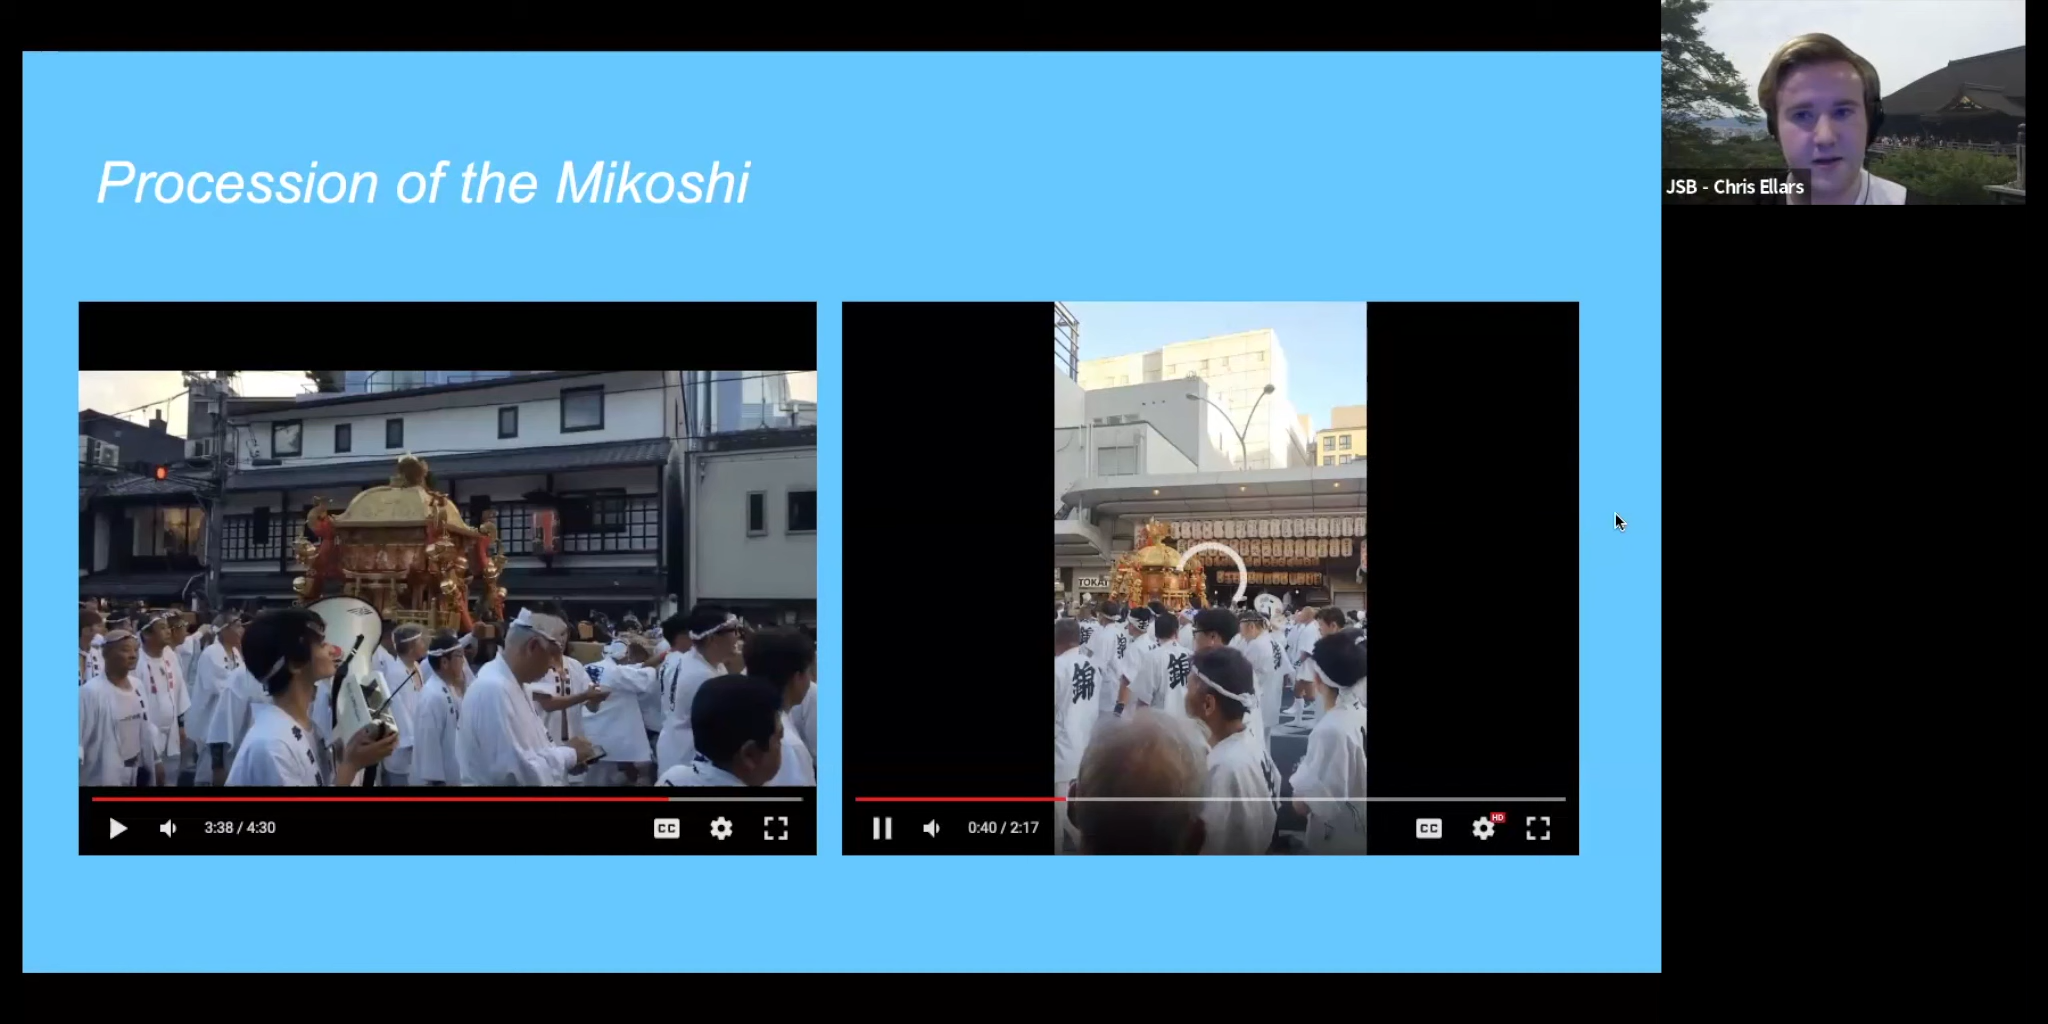 Procession of the Mikoshi
JSB - Chris Ellars
TOKAI
錦
錦
3:38 / 4:30
CC
0:40 / 2:17
CC
HD